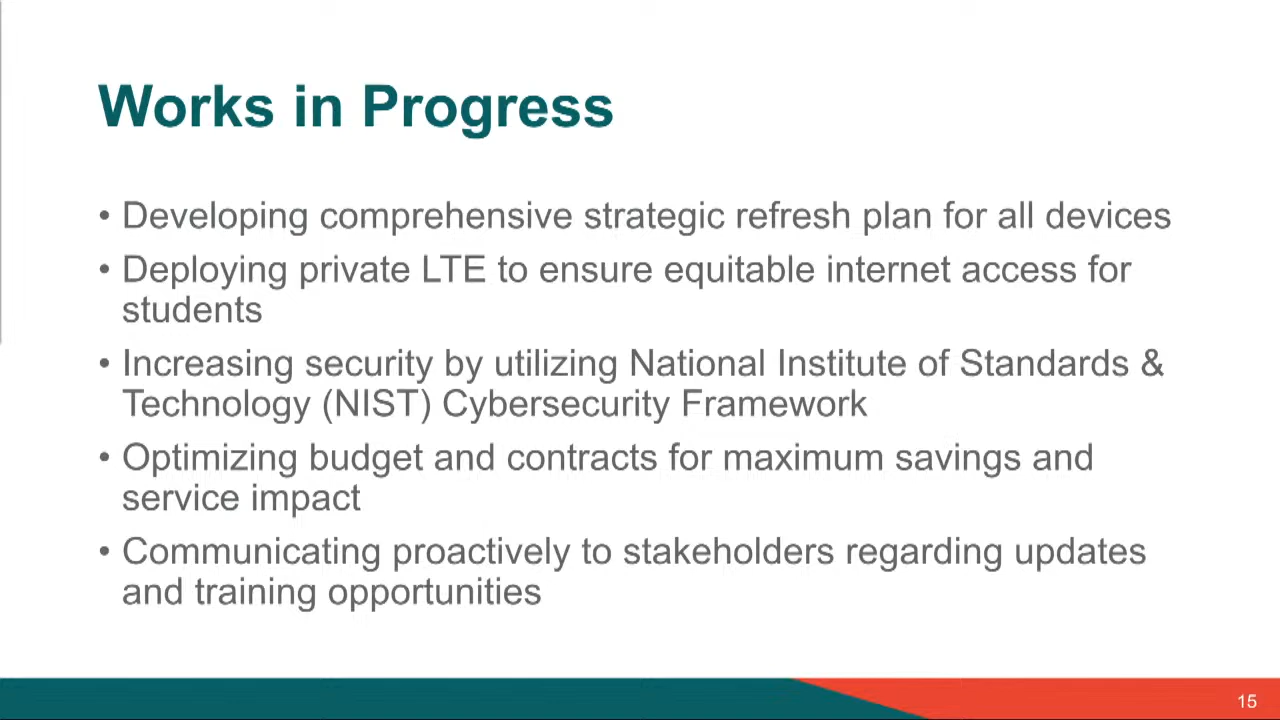 Works in Progress
• Developing comprehensive strategic refresh plan for all devices
• Deploying private LTE to ensure equitable internet access for
students
• Increasing security by utilizing National Institute of Standards &
Technology (NIST) Cybersecurity Framework
• Optimizing budget and contracts for maximum savings and
service impact
• Communicating proactively to stakeholders regarding updates
and training opportunities
15